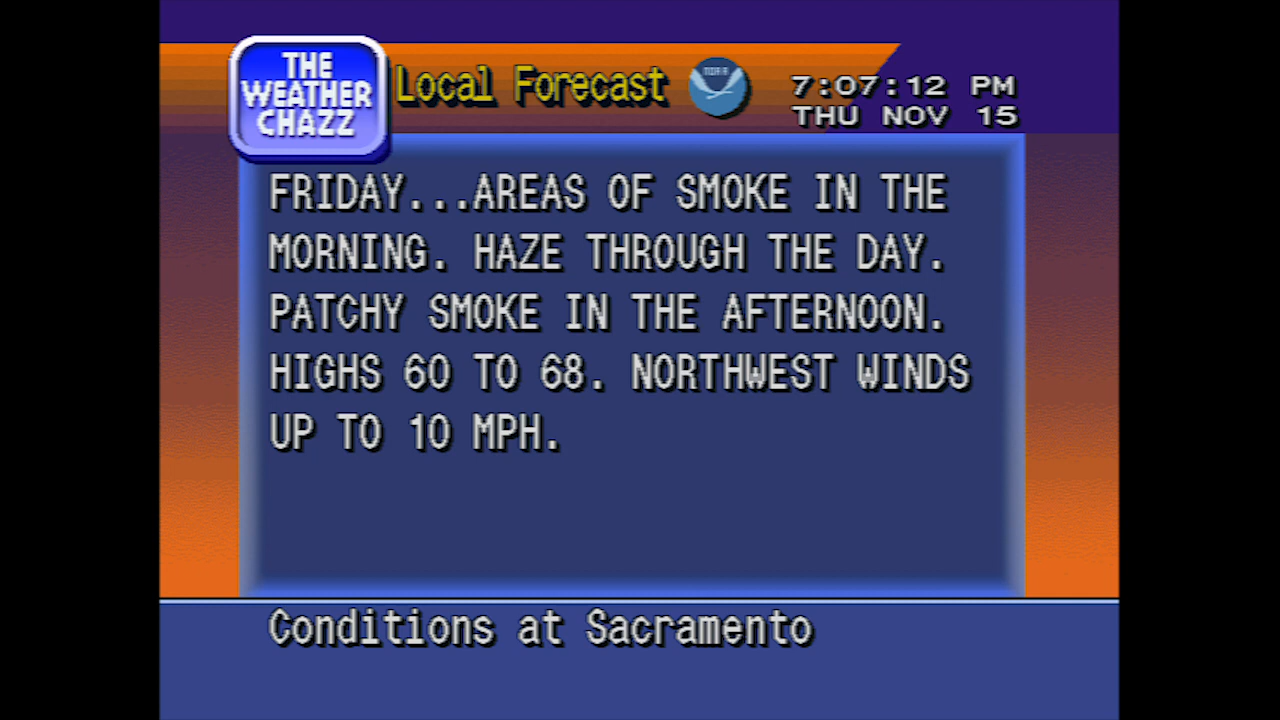 THE
WEATHER
CHAZZ
Local Forecast
NOAA
7:07:12 PM
THU NOV 15
FRIDAY...AREAS OF SMOKE IN THE
MORNING. HAZE THROUGH THE DAY.
PATCHY SMOKE IN THE AFTERNOON.
HIGHS 60 TO 68. NORTHWEST WINDS
UP TO 10 MPH.
Conditions at Sacramento